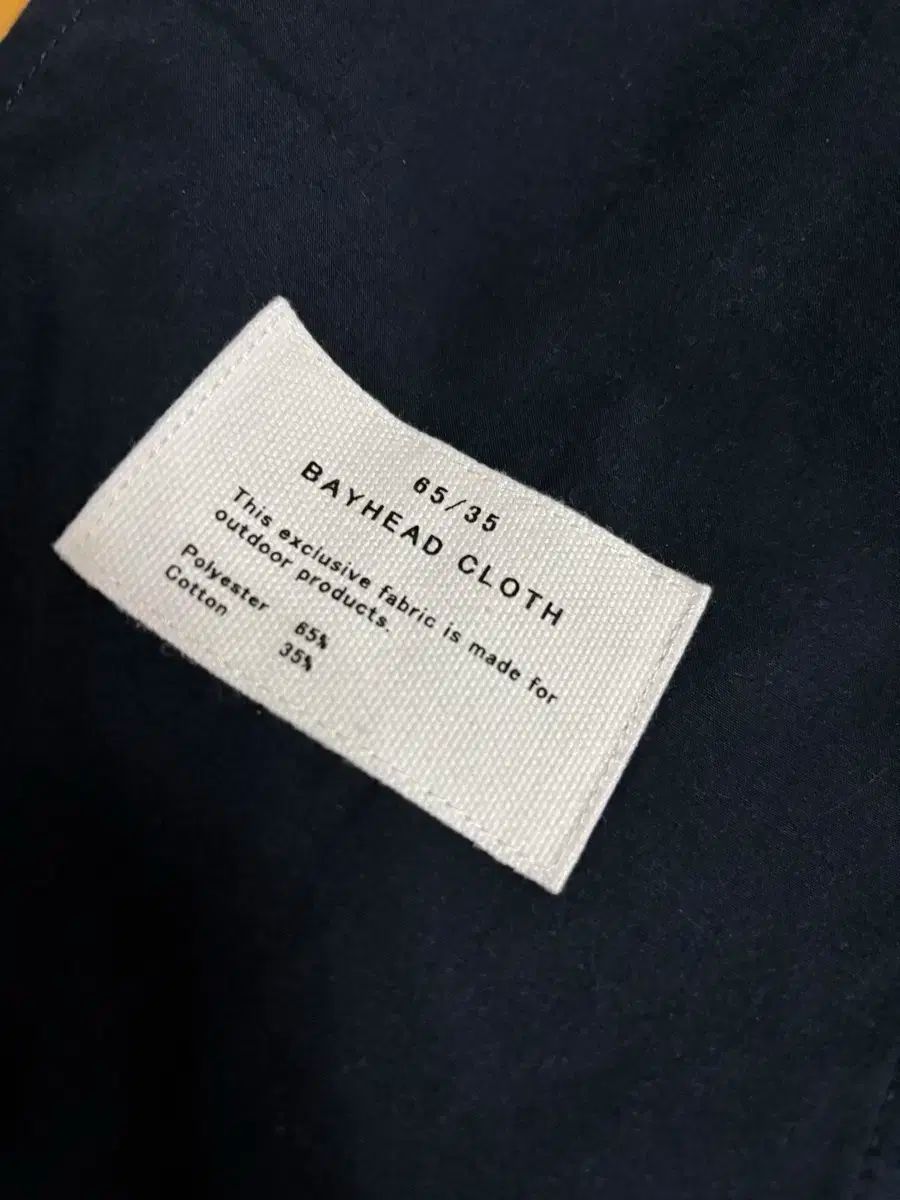 65/35
BAYHEAD CLOTH
This exclusive fabric is made for
outdoor products.
Polyester 65%
Cotton 35%